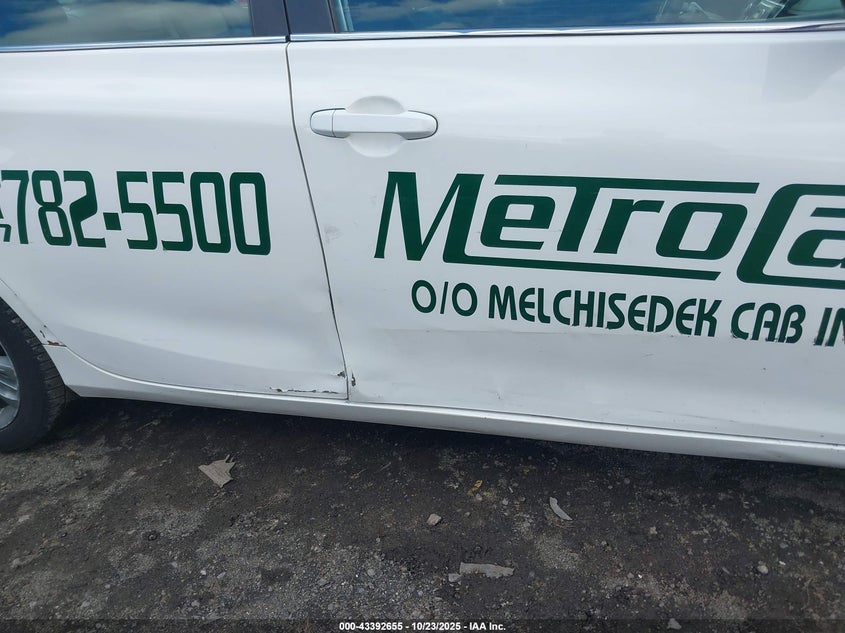 782-5500
METROCA
O/O MELCHISEDEK CAB IN
000-43392655 - 10/23/2025 - IAA Inc.